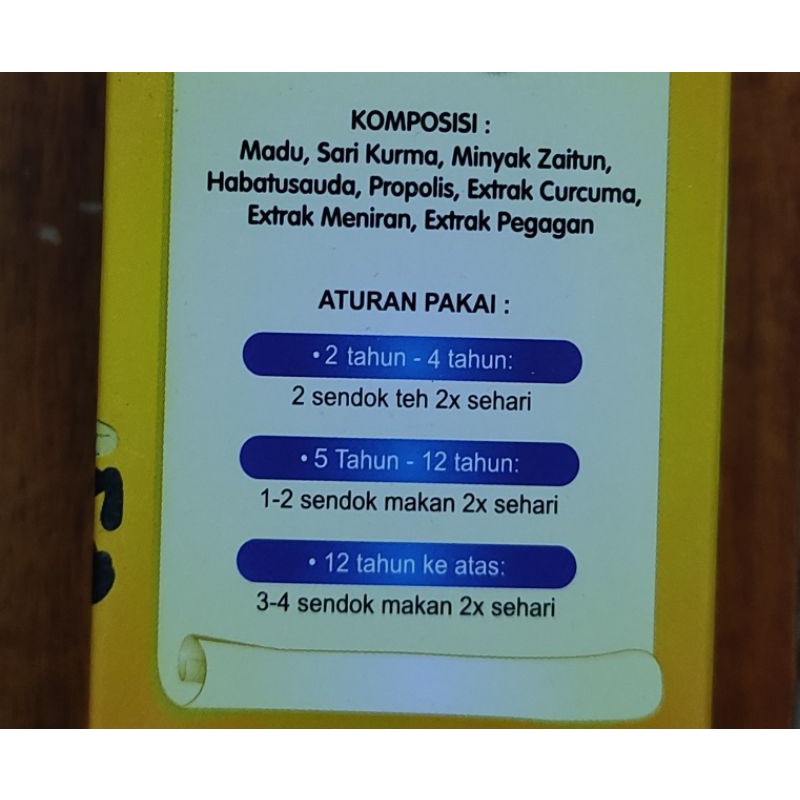 KOMPOSISI :
Madu, Sari Kurma, Minyak Zaitun,
Habatusauda, Propolis, Extrak Curcuma,
Extrak Meniran, Extrak Pegagan
ATURAN PAKAI :
• 2 tahun - 4 tahun:
2 sendok teh 2x sehari
• 5 Tahun - 12 tahun:
1-2 sendok makan 2x sehari
• 12 tahun ke atas:
3-4 sendok makan 2x sehari